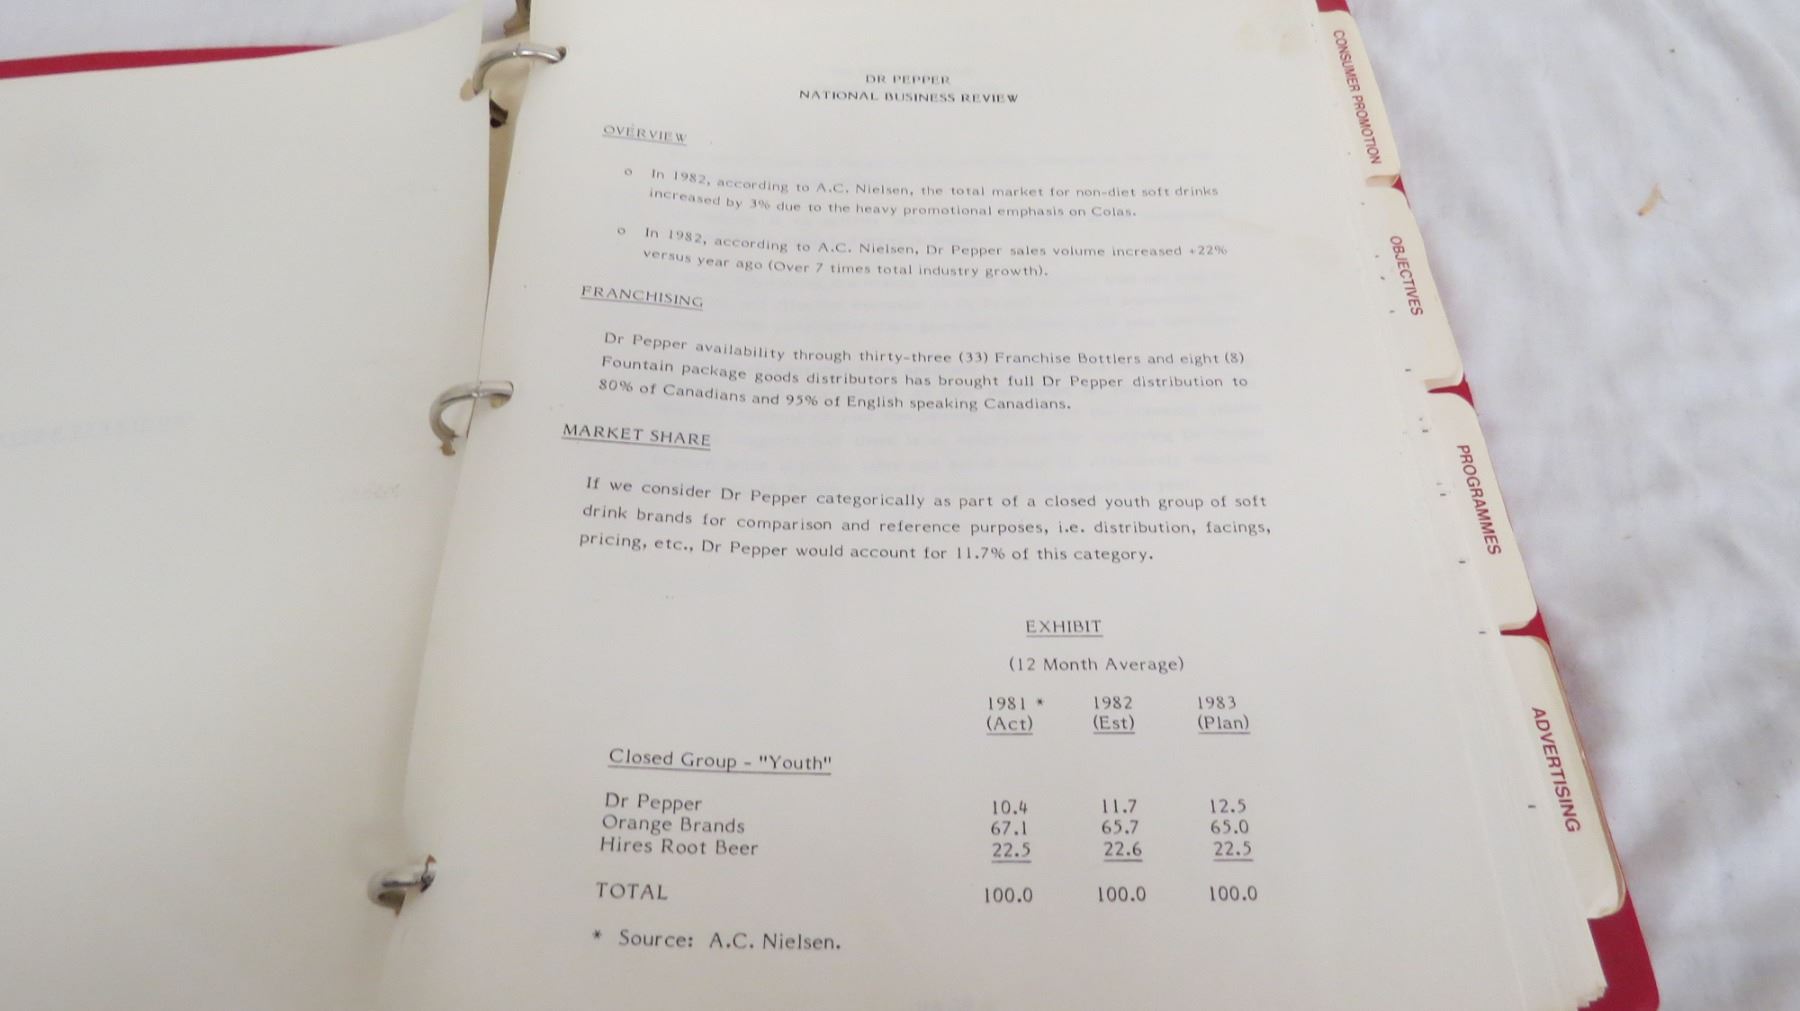 DR PEPPER
NATIONAL BUSINESS REVIEW
OVERVIEW
o In 1982, according to A.C. Nielsen, the total market for non-diet soft drinks
increased by 3% due to the heavy promotional emphasis on Colas.
o In 1982, according to A.C. Nielsen, Dr Pepper sales volume increased +22%
versus year ago (Over 7 times total industry growth).
FRANCHISING
Dr Pepper availability through thirty-three (33) Franchise Bottlers and eight (8)
Fountain package goods distributors has brought full Dr Pepper distribution to
80% of Canadians and 95% of English speaking Canadians.
MARKET SHARE
If we consider Dr Pepper categorically as part of a closed youth group of soft
drink brands for comparison and reference purposes, i.e. distribution, facings,
pricing, etc., Dr Pepper would account for 11.7% of this category.
EXHIBIT
(12 Month Average)
1981 * 1982 1983
(Act) (Est) (Plan)
Closed Group - "Youth"
Dr Pepper 10.4 11.7 12.5
Orange Brands 67.1 65.7 65.0
Hires Root Beer 22.5 22.6 22.5
TOTAL 100.0 100.0 100.0
* Source: A.C. Nielsen.
CONSUMER PROMOTION
OBJECTIVES
PROGRAMMES
ADVERTISING